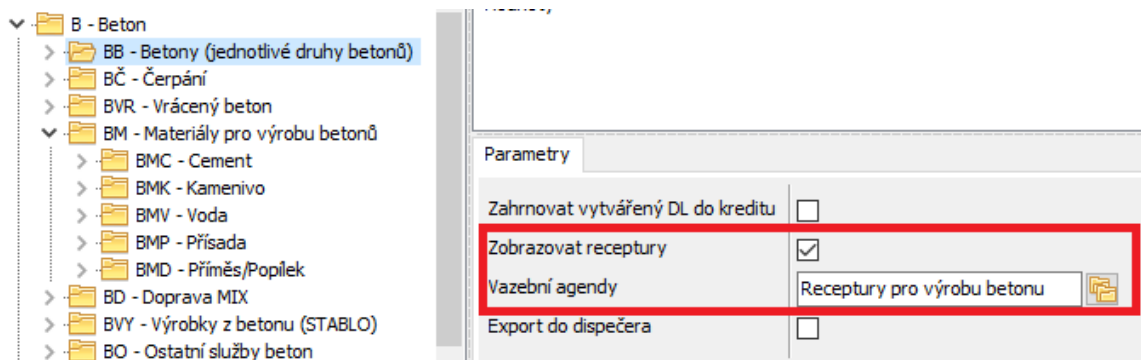 B - Beton
BB - Betony (jednotlivé druhy betonů)
BČ - Čerpání
BVR - Vrácený beton
BM - Materiály pro výrobu betonů
BMC - Cement
BMK - Kamenivo
BMV - Voda
BMP - Přísada
BMD - Příměs/Popílek
BD - Doprava MIX
BVY - Výrobky z betonu (STABLO)
BO - Ostatní služby beton
Parametry
Zahrnovat vytvářený DL do kreditu
Zobrazovat receptury
Vazební agendy
Receptury pro výrobu betonu
Export do dispečera